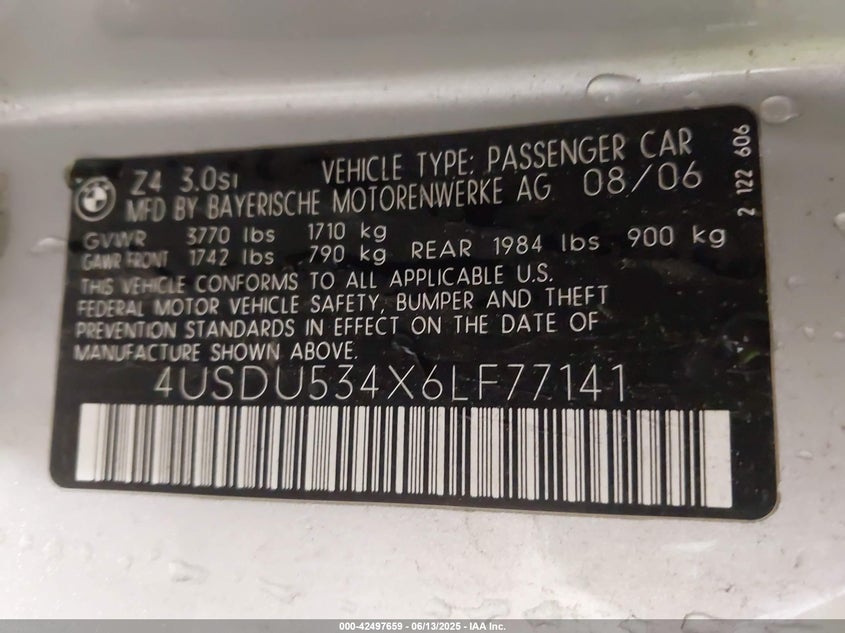 Z4 3.0si VEHICLE TYPE: PASSENGER CAR
MFD BY BAYERISCHE MOTORENWERKE AG 08/06
GVWR 3770 lbs 1710 kg
GAWR FRONT 1742 lbs 790 kg REAR 1984 lbs 900 kg
THIS VEHICLE CONFORMS TO ALL APPLICABLE U.S.
FEDERAL MOTOR VEHICLE SAFETY, BUMPER AND THEFT
PREVENTION STANDARDS IN EFFECT ON THE DATE OF
MANUFACTURE SHOWN ABOVE.
4USDU534X6LF77141
2 122 606
000-42497659 - 06/13/2025 - IAA Inc.